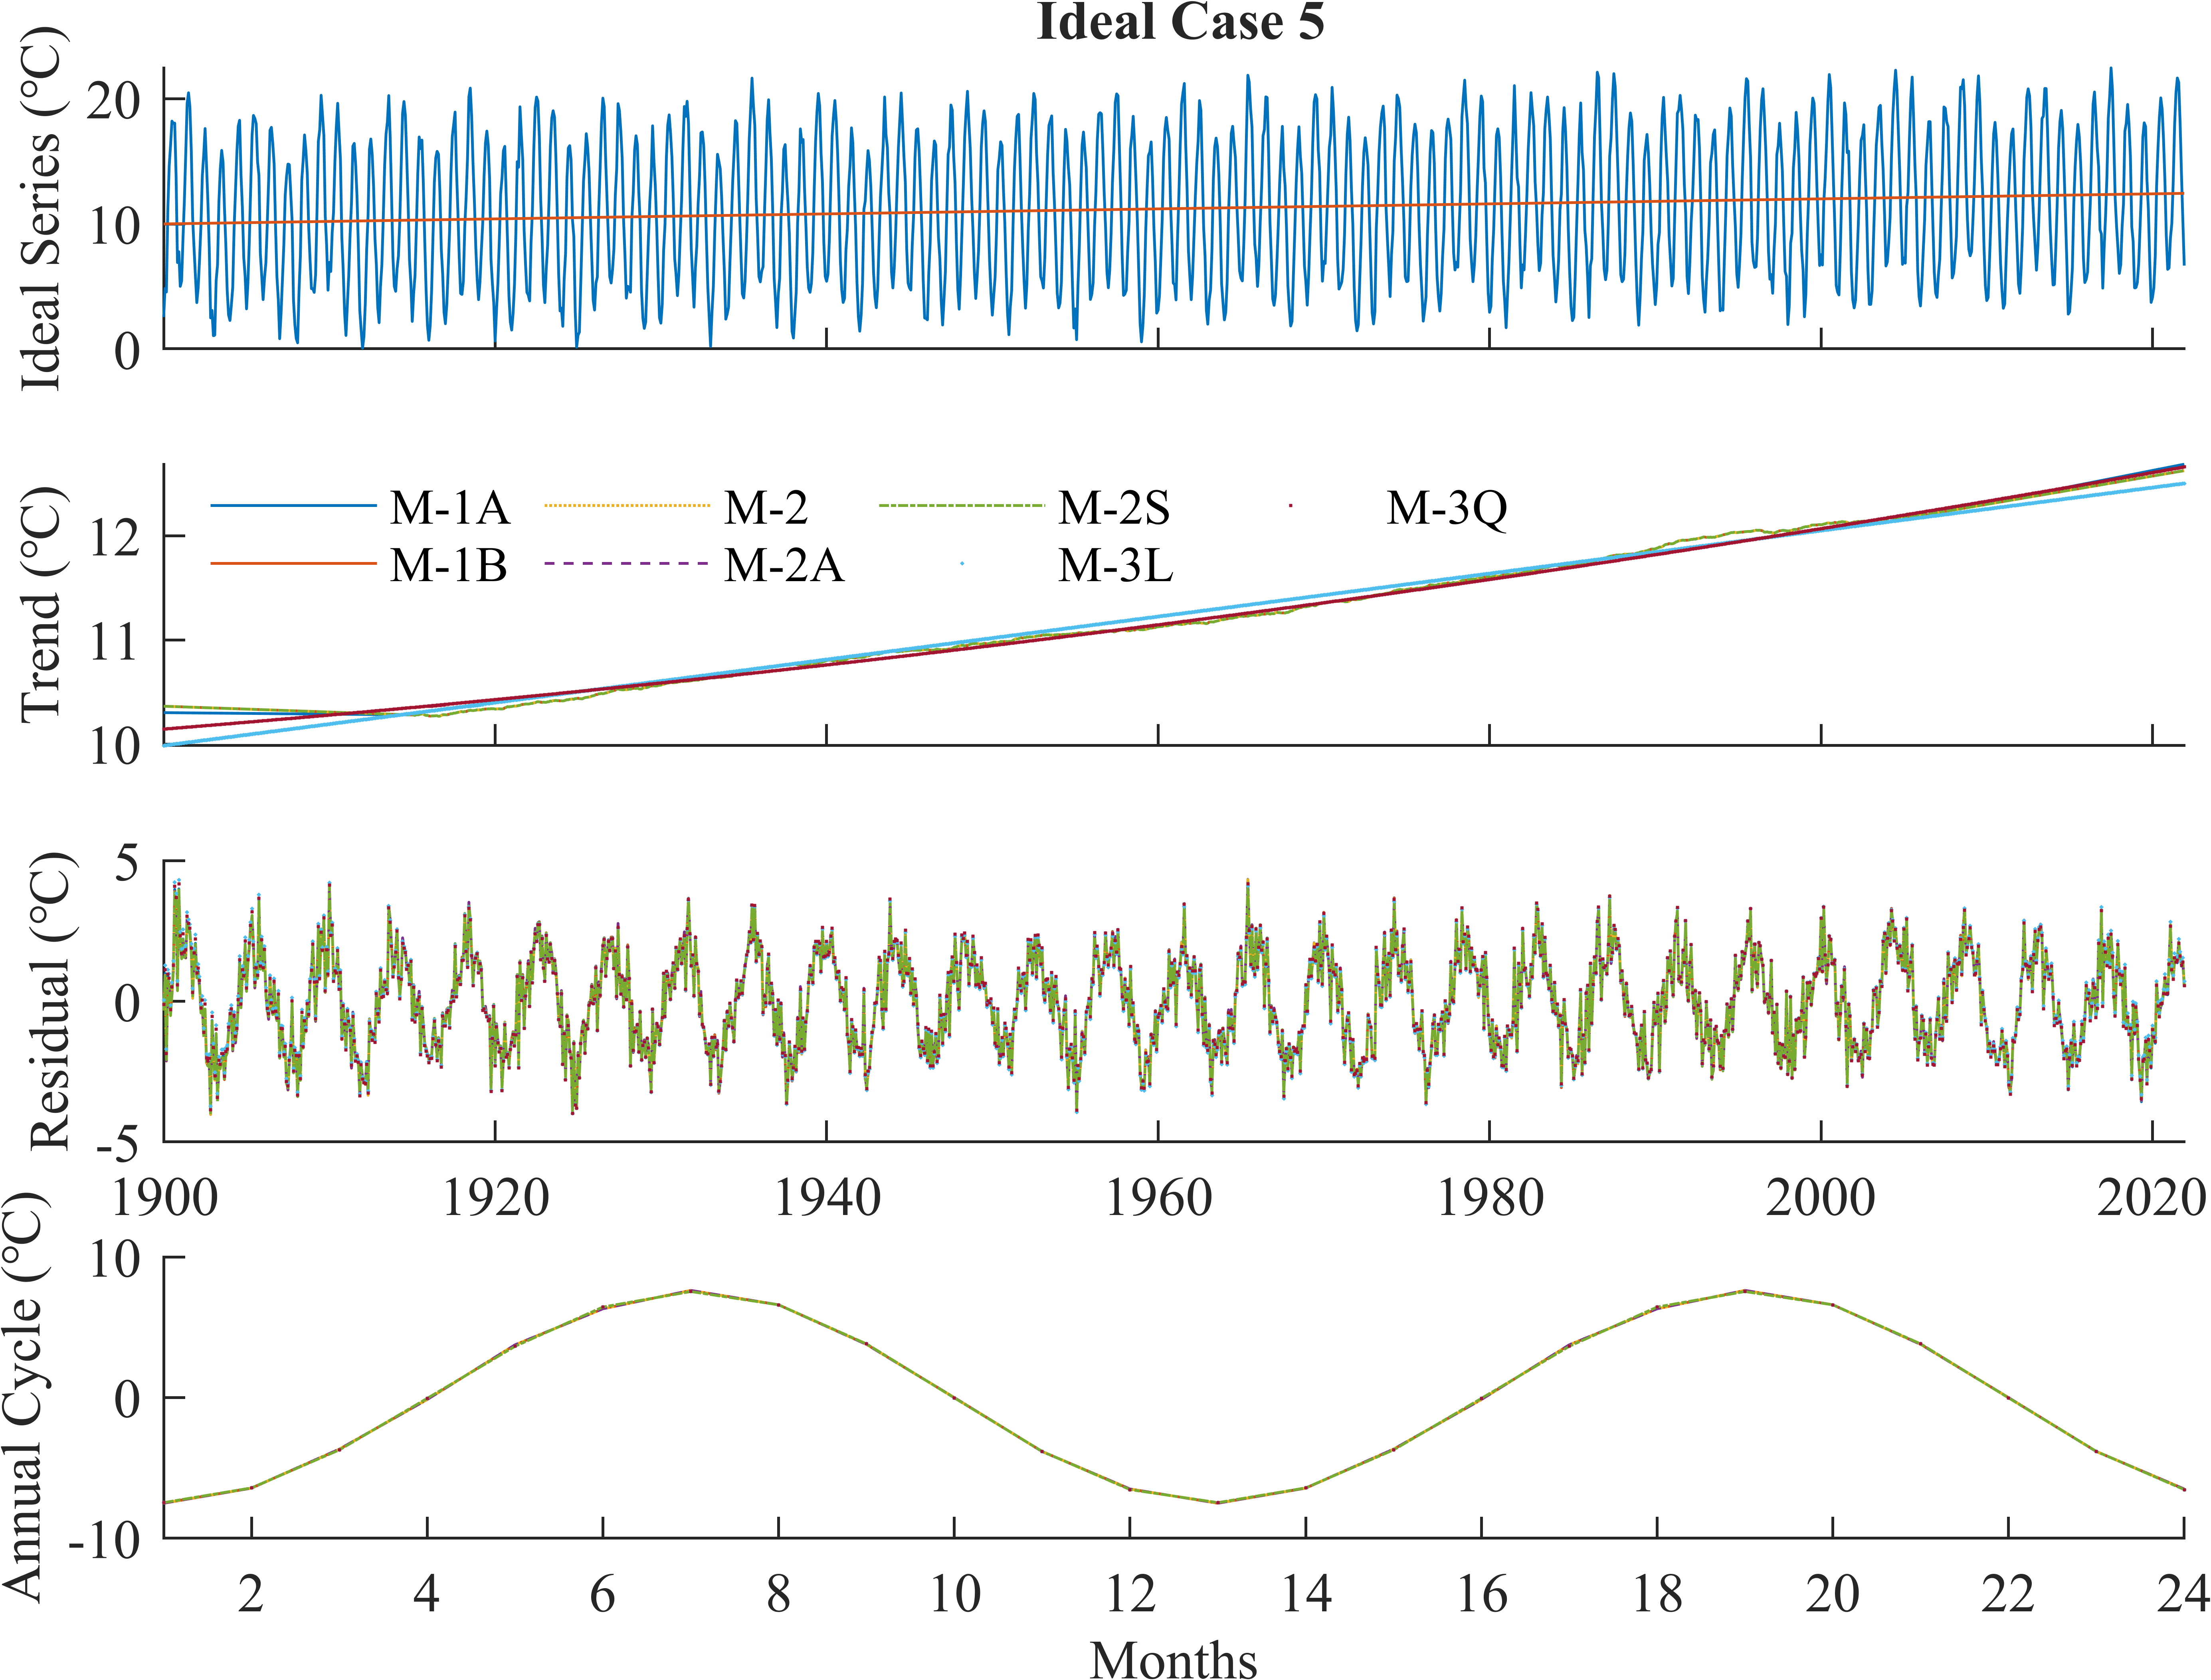 Ideal Case 5
Ideal Series (°C)
20
10
0
Trend (°C)
12
11
10
M-1A
M-2
M-2S
M-3Q
M-1B
M-2A
M-3L
Residual (°C)
5
0
-5
1900 1920 1940 1960 1980 2000 2020
Annual Cycle (°C)
10
0
-10
2 4 6 8 10 12 14 16 18 20 22 24
Months